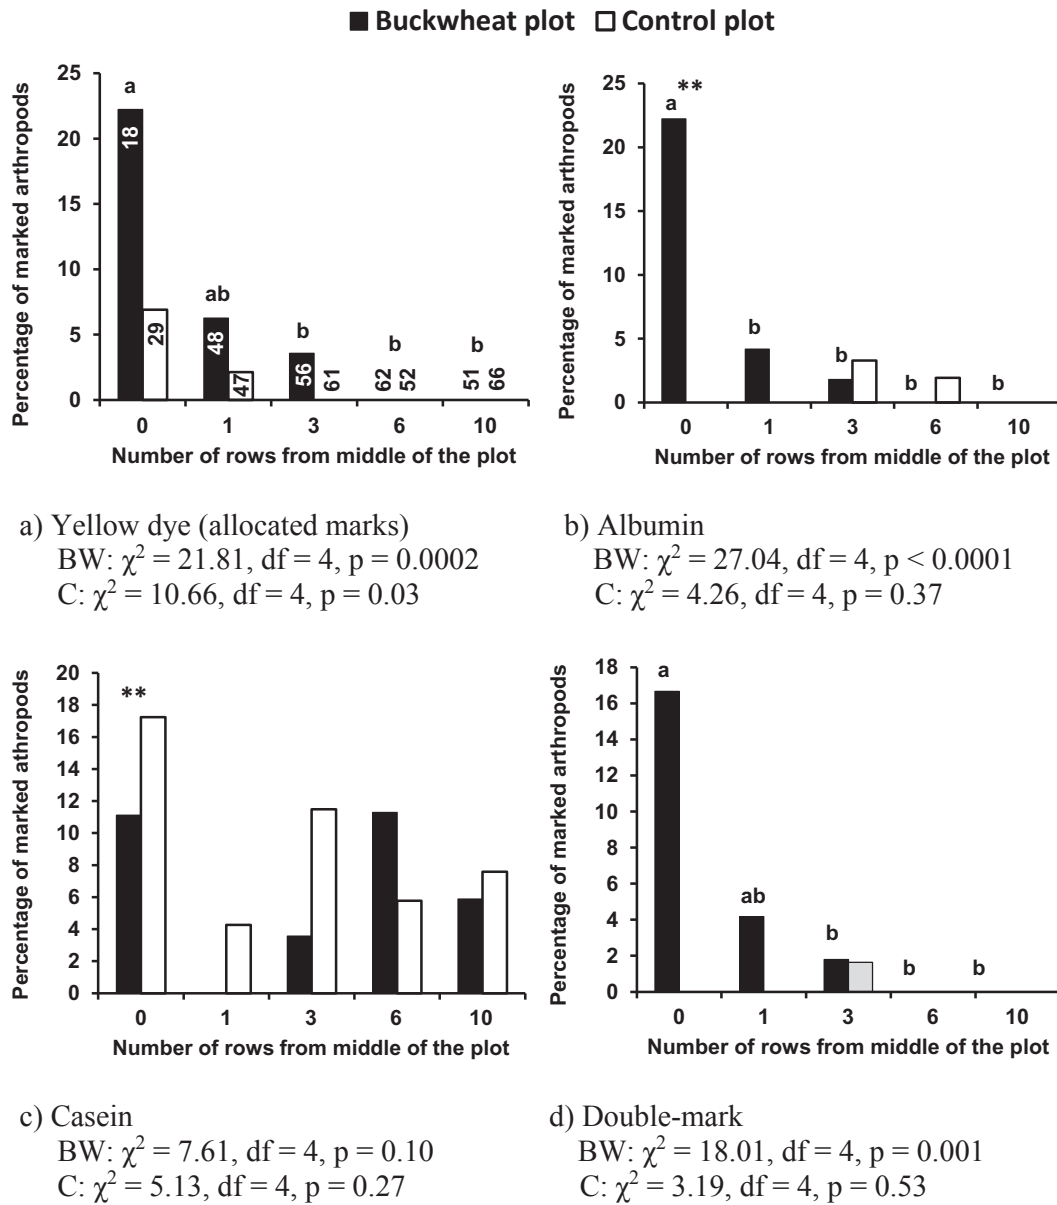 Buckwheat plot Control plot
Percentage of marked arthropods
25
20
15
10
5
0
a
ab
b
b
b
18
29
48
47
56
61
62
52
51
66
0 1 3 6 10
Number of rows from middle of the plot
a) Yellow dye (allocated marks)
BW: χ² = 21.81, df = 4, p = 0.0002
C: χ² = 10.66, df = 4, p = 0.03
Percentage of marked arthropods
25
20
15
10
5
0
a **
b
b
b
b
0 1 3 6 10
Number of rows from middle of the plot
b) Albumin
BW: χ² = 27.04, df = 4, p < 0.0001
C: χ² = 4.26, df = 4, p = 0.37
Percentage of marked athropods
20
18
16
14
12
10
8
6
4
2
0
**
0 1 3 6 10
Number of rows from middle of the plot
c) Casein
BW: χ² = 7.61, df = 4, p = 0.10
C: χ² = 5.13, df = 4, p = 0.27
Percentage of marked arthropods
18
16
14
12
10
8
6
4
2
0
a
ab
b
b
b
0 1 3 6 10
Number of rows from middle of the plot
d) Double-mark
BW: χ² = 18.01, df = 4, p = 0.001
C: χ² = 3.19, df = 4, p = 0.53